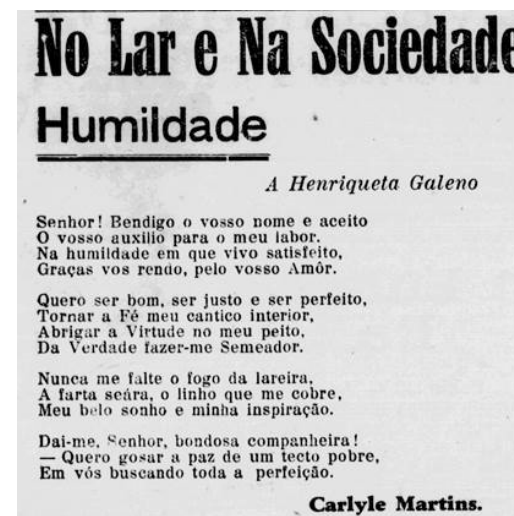 No Lar e Na Sociedade
Humildade
A Henriqueta Galeno
Senhor! Bendigo o vosso nome e aceito
O vosso auxilio para o meu labor.
Na humildade em que vivo satisfeito,
Graças vos rendo, pelo vosso Amôr.
Quero ser bom, ser justo e ser perfeito,
Tornar a Fé meu cantico interior,
Abrigar a Virtude no meu peito,
Da Verdade fazer-me Semeador.
Nunca me falte o fogo da lareira,
A farta seára, o linho que me cobre,
Meu belo sonho e minha inspiração.
Dai-me, Senhor, bondosa companheira!
— Quero gosar a paz de um tecto pobre,
Em vós buscando toda a perfeição.
Carlyle Martins.